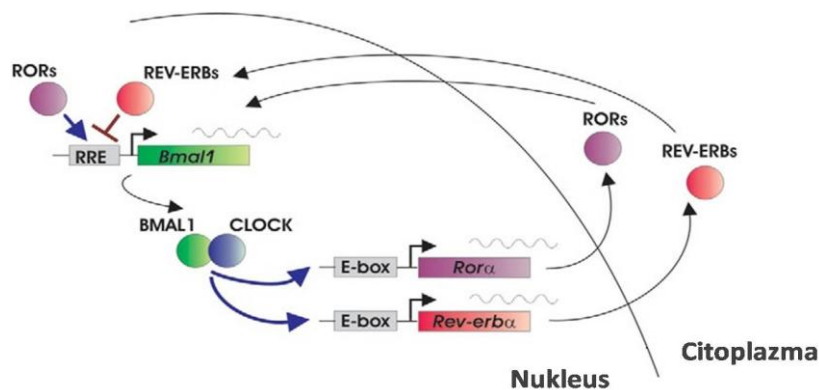 RORs
REV-ERBs
RRE
Bmal1
BMAL1
CLOCK
E-box
Rorα
E-box
Rev-erbα
RORs
REV-ERBs
Nukleus
Citoplazma